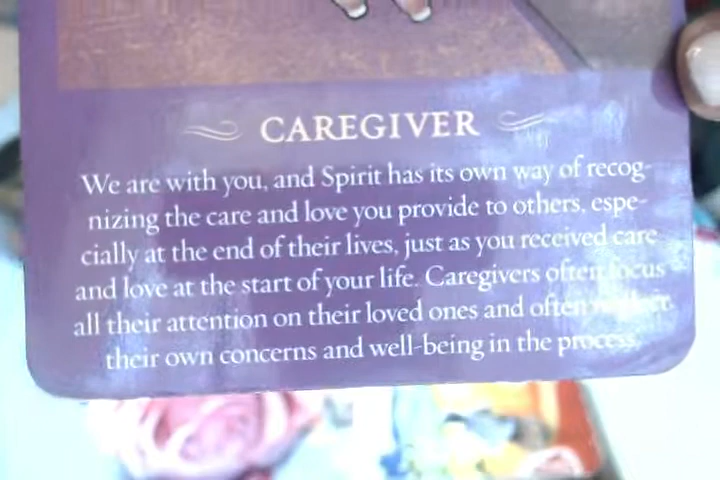 CAREGIVER
We are with you, and Spirit has its own way of recog-
nizing the care and love you provide to others, espe-
cially at the end of their lives, just as you received care
and love at the start of your life. Caregivers often focus
all their attention on their loved ones and often
their own concerns and well-being in the process.